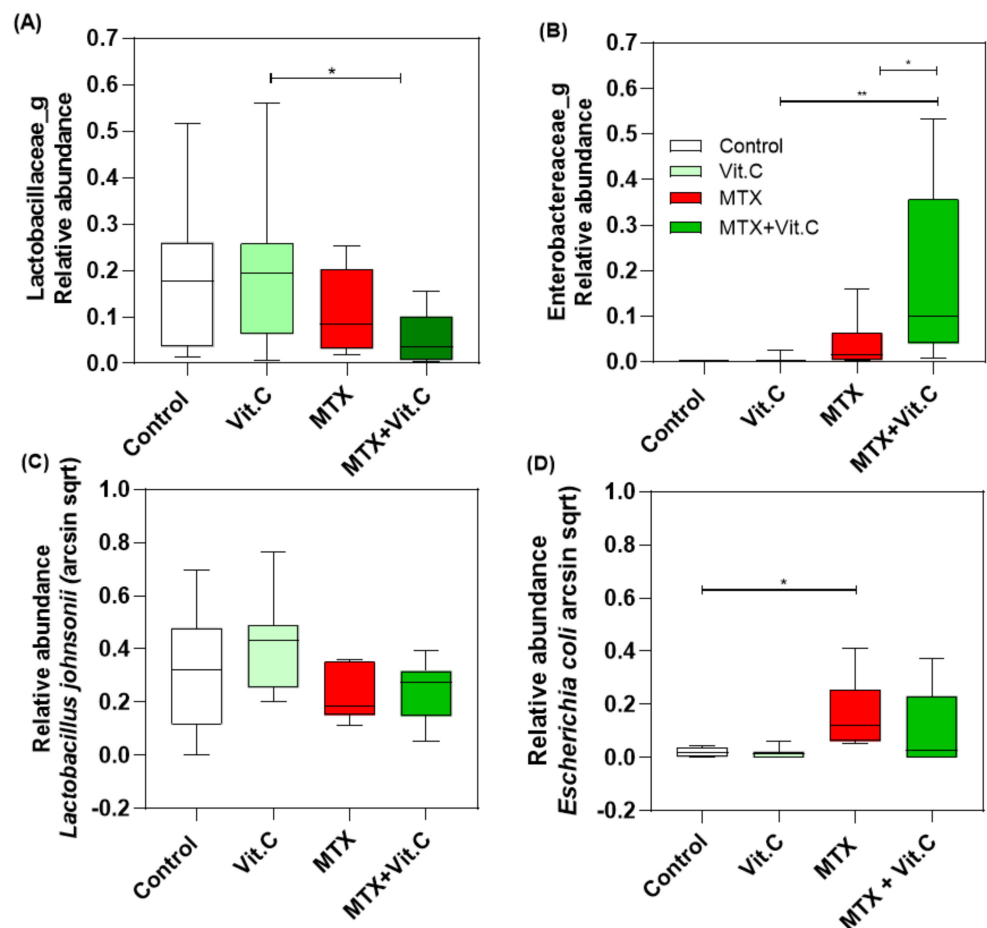 (A)
Lactobacillaceae_g
Relative abundance
0.7
0.6
0.5
0.4
0.3
0.2
0.1
0.0
*
Control
Vit.C
MTX
MTX+Vit.C
(B)
Enterobactereaceae_g
Relative abundance
0.7
0.6
0.5
0.4
0.3
0.2
0.1
0.0
*
**
Control
Vit.C
MTX
MTX+Vit.C
Control
Vit.C
MTX
MTX+Vit.C
(C)
Relative abundance
Lactobacillus johnsonii (arcsin sqrt)
1.0
0.8
0.6
0.4
0.2
0.0
-0.2
Control
Vit.C
MTX
MTX+Vit.C
(D)
Relative abundance
Escherichia coli arcsin sqrt)
1.0
0.8
0.6
0.4
0.2
0.0
-0.2
*
Control
Vit.C
MTX
MTX + Vit.C